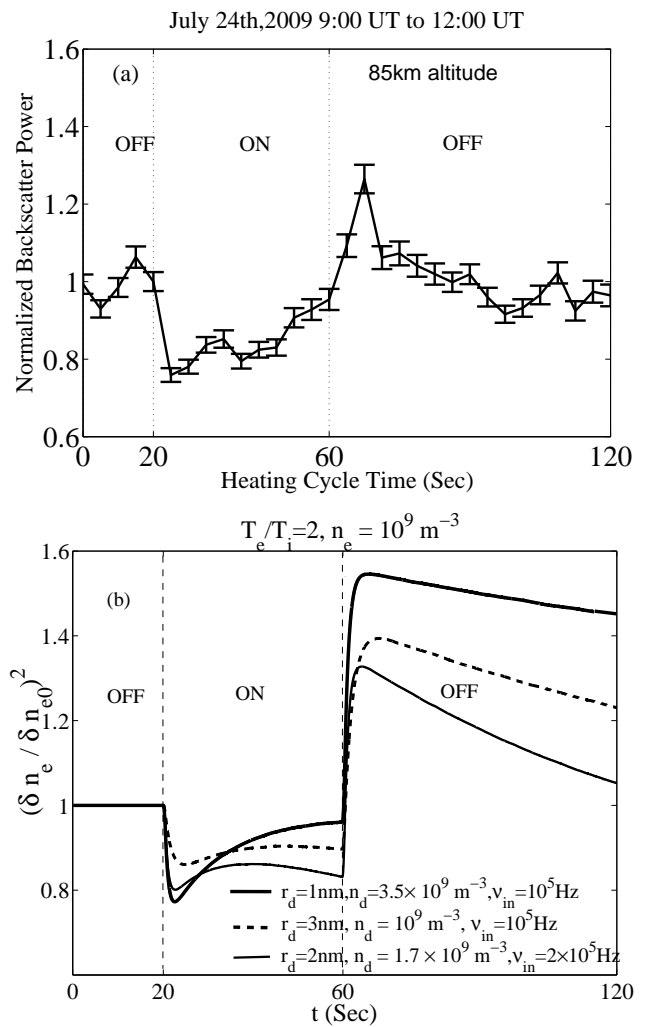 July 24th,2009 9:00 UT to 12:00 UT
1.6
(a)
85km altitude
1.4
OFF
ON
OFF
1.2
1
0.8
0.6
Normalized Backscatter Power
0
20
60
120
Heating Cycle Time (Sec)
T_e/T_i=2, n_e = 10^9 m^-3
1.6
(b)
1.4
OFF
ON
OFF
1.2
1
0.8
(δ n_e / δ n_e0)^2
r_d=1nm,n_d=3.5× 10^9 m^-3,ν_in=10^5Hz
r_d=3nm, n_d = 10^9 m^-3, ν_in=10^5Hz
r_d=2nm, n_d = 1.7 × 10^9 m^-3,ν_in=2×10^5Hz
0
20
60
120
t (Sec)